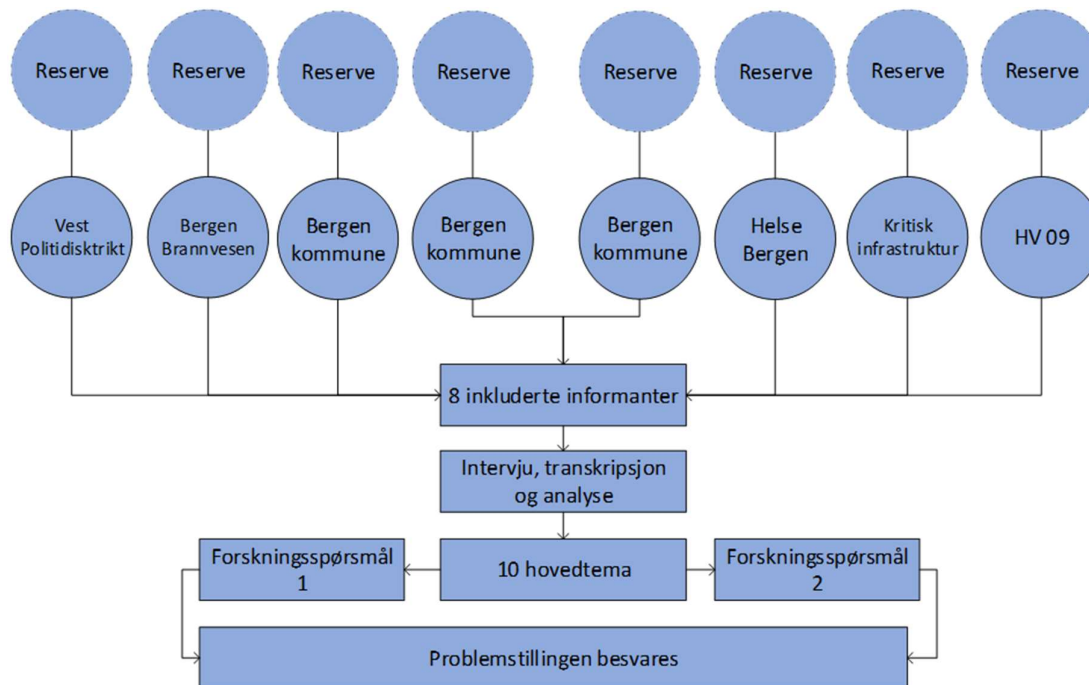 Reserve
Reserve
Reserve
Reserve
Reserve
Reserve
Reserve
Reserve
Vest
Politidisktrikt
Bergen
Brannvesen
Bergen
kommune
Bergen
kommune
Bergen
kommune
Helse
Bergen
Kritisk
infrastruktur
HV 09
8 inkluderte informanter
Intervju, transkripsjon
og analyse
Forskningsspørsmål
1
10 hovedtema
Forskningsspørsmål
2
Problemstillingen besvares